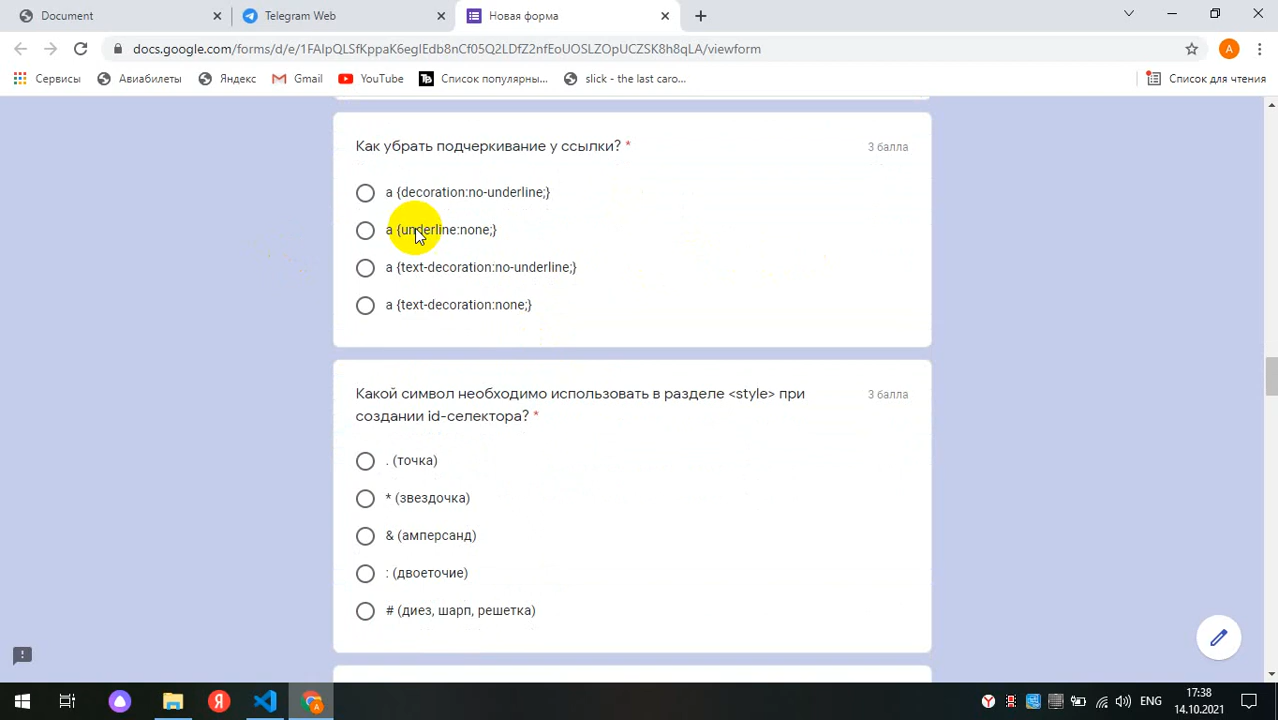 Document
Telegram Web
Новая форма
docs.google.com/forms/d/e/1FAIpQLSfKppaK6egIEdb8nCf05Q2LDfZ2nfEoUOSLZOpUCZSK8h8qLA/viewform
A
Сервисы
Авиабилеты
Яндекс
Gmail
YouTube
Список популярны...
slick - the last caro...
Список для чтения
Как убрать подчеркивание у ссылки? *
3 балла
a {decoration:no-underline;}
a {underline:none;}
a {text-decoration:no-underline;}
a {text-decoration:none;}
Какой символ необходимо использовать в разделе <style> при
создании id-селектора? *
3 балла
. (точка)
* (звездочка)
& (амперсанд)
: (двоеточие)
# (диез, шарп, решетка)
ENG
17:38
14.10.2021